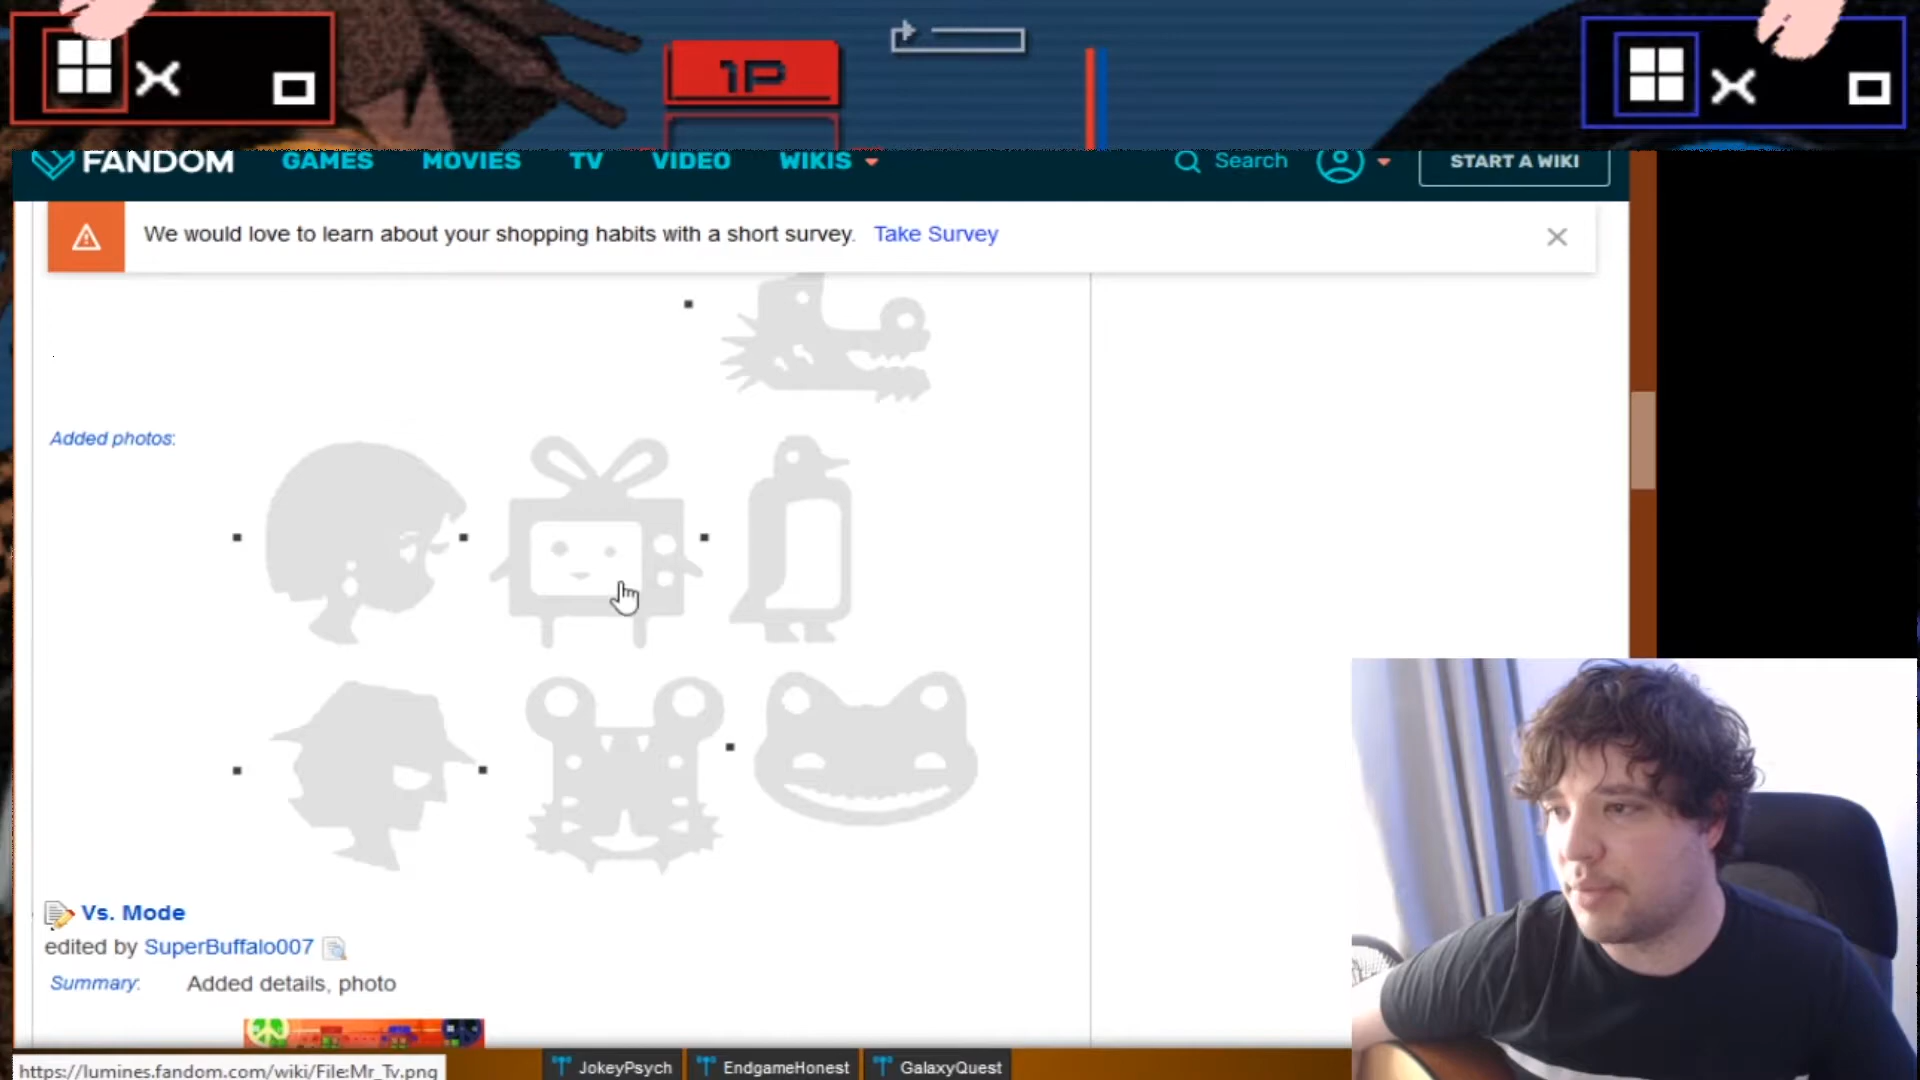 1P
FANDOM GAMES MOVIES TV VIDEO WIKIS Search START A WIKI
We would love to learn about your shopping habits with a short survey. Take Survey
Added photos:
Vs. Mode
edited by SuperBuffalo007
Summary: Added details, photo
https://lumines.fandom.com/wiki/File:Mr_Tv.png
JokeyPsych EndgameHonest GalaxyQuest